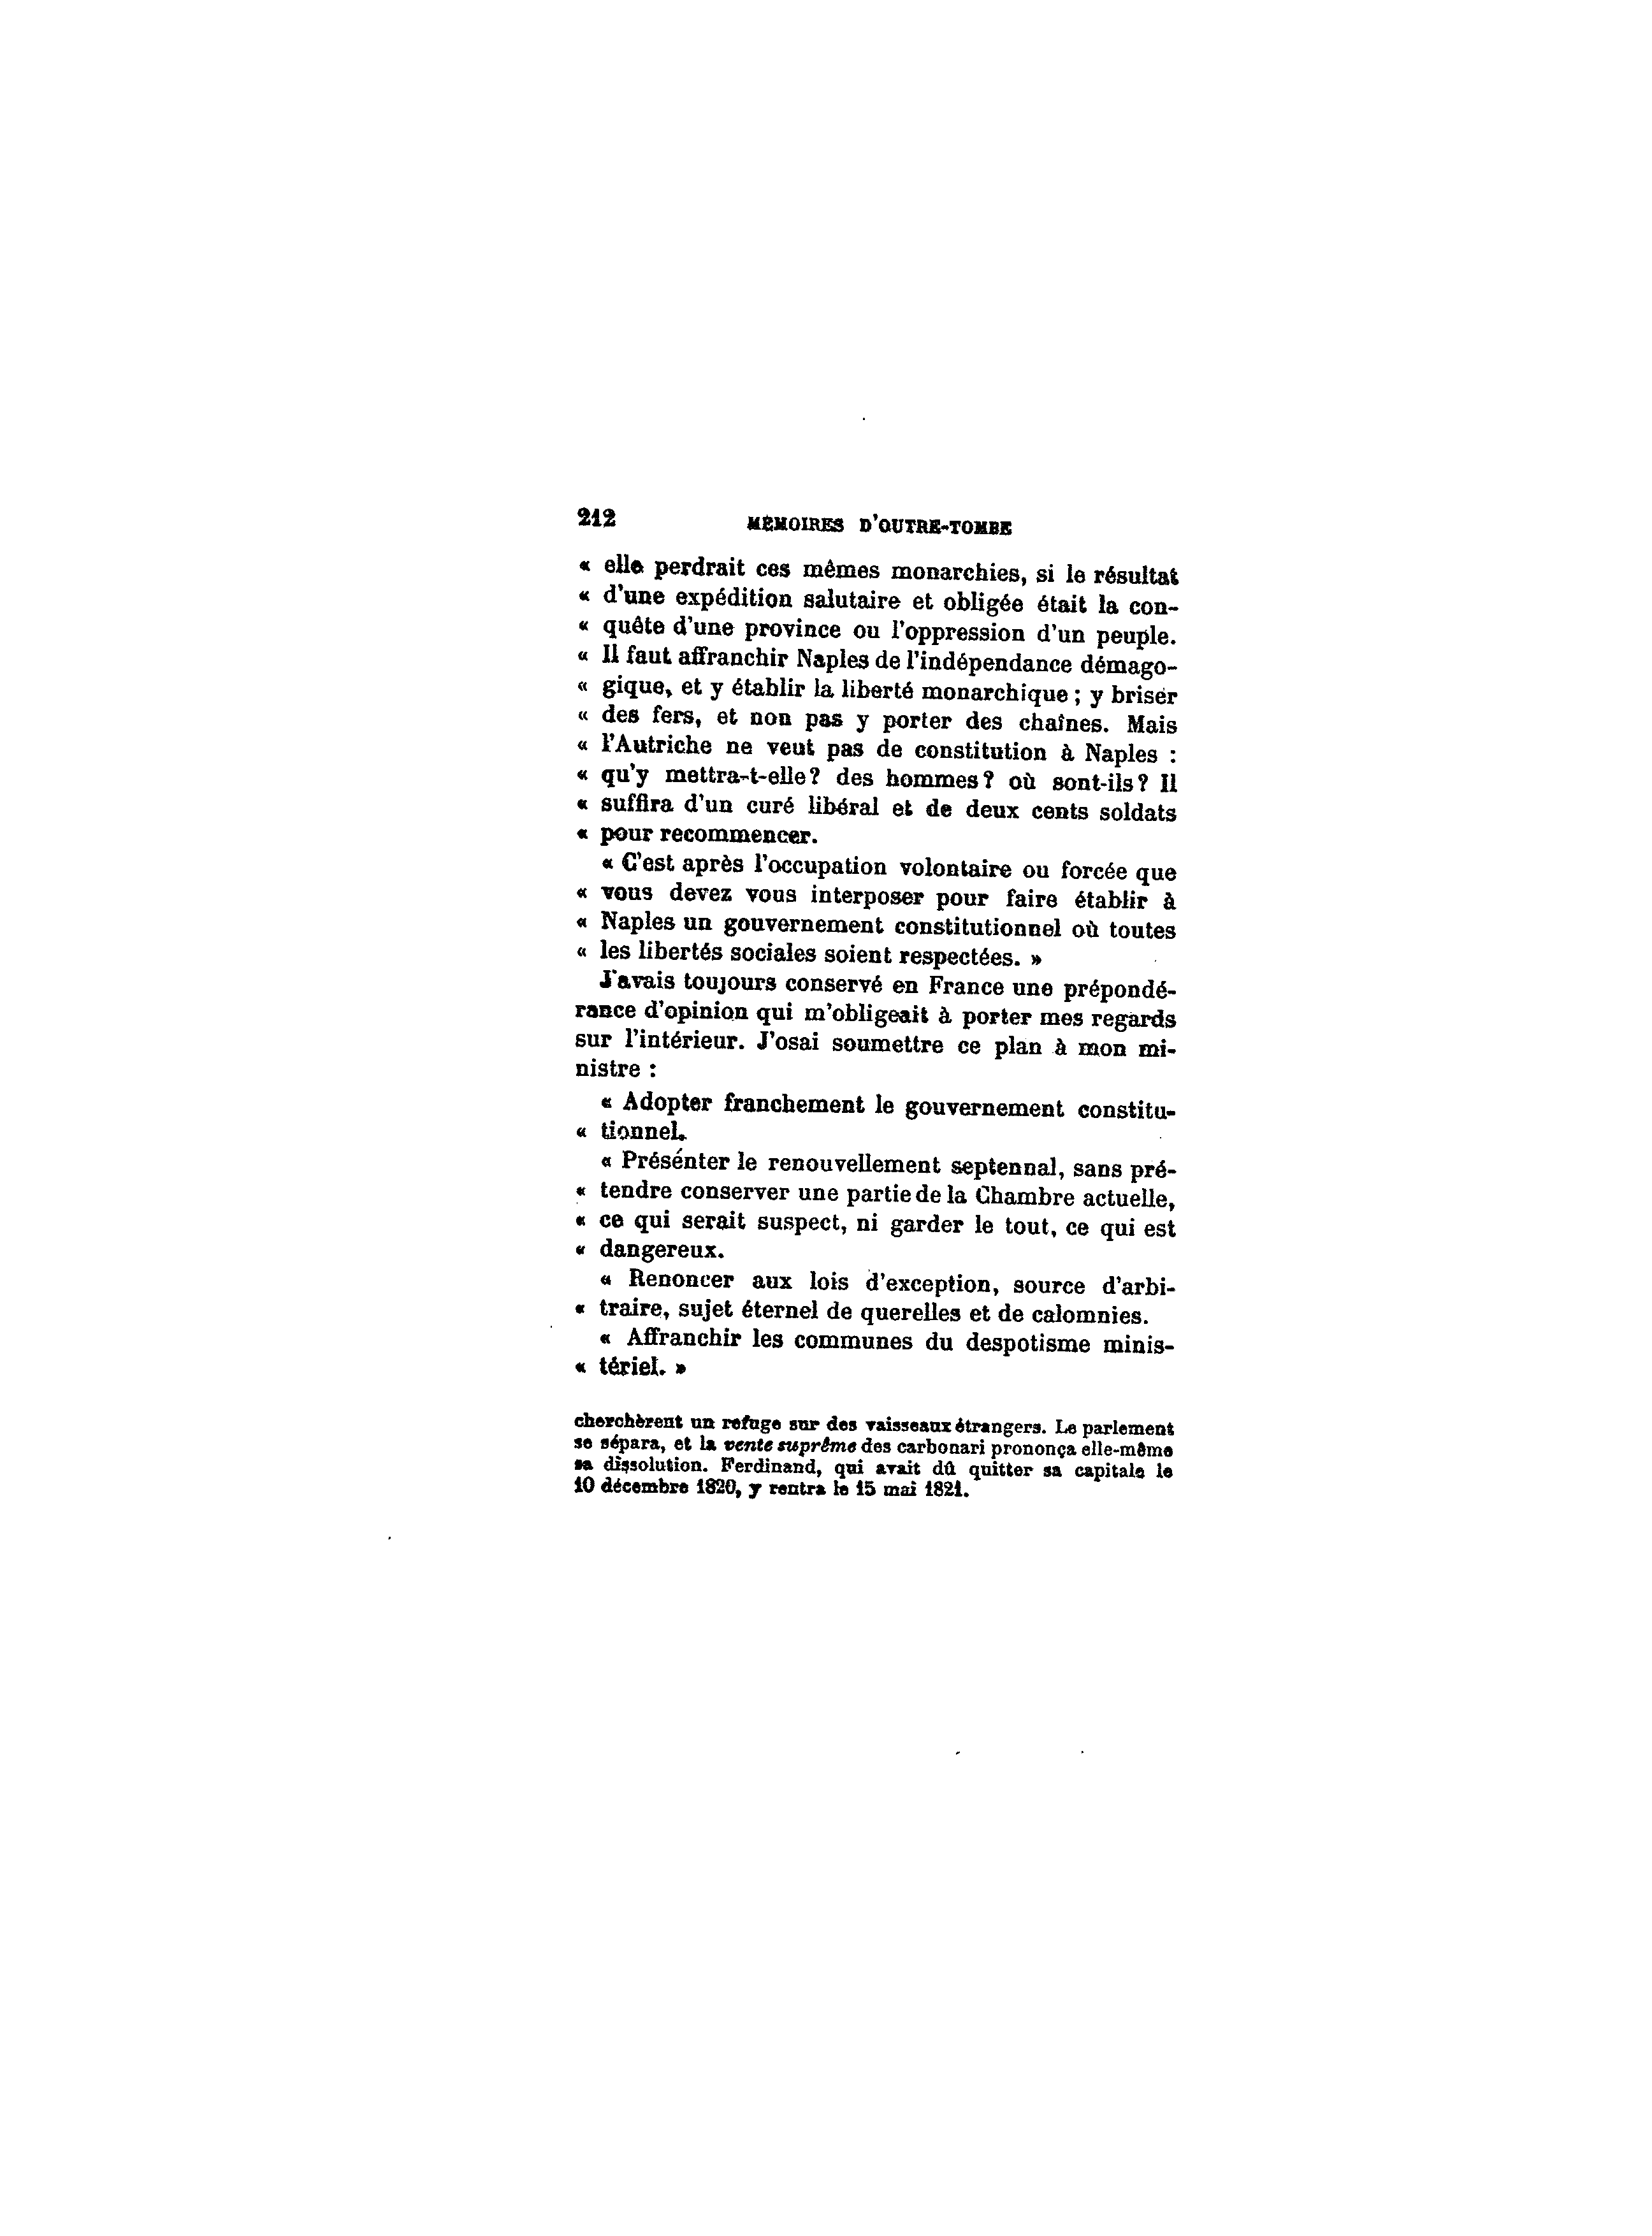 212 MÉMOIRES D'OUTRE-TOMBE
« elle perdrait ces mêmes monarchies, si le résultat
« d'une expédition salutaire et obligée était la con-
« quête d'une province ou l'oppression d'un peuple.
« Il faut affranchir Naples de l'indépendance démago-
« gique, et y établir la liberté monarchique ; y briser
« des fers, et non pas y porter des chaînes. Mais
« l'Autriche ne veut pas de constitution à Naples :
« qu'y mettra-t-elle? des hommes? où sont-ils? Il
« suffira d'un curé libéral et de deux cents soldats
« pour recommencer.
« C'est après l'occupation volontaire ou forcée que
« vous devez vous interposer pour faire établir à
« Naples un gouvernement constitutionnel où toutes
« les libertés sociales soient respectées. »
J'avais toujours conservé en France une prépondé-
rance d'opinion qui m'obligeait à porter mes regards
sur l'intérieur. J'osai soumettre ce plan à mon mi-
nistre :
« Adopter franchement le gouvernement constitu-
« tionnel.
« Présenter le renouvellement septennal, sans pré-
« tendre conserver une partie de la Chambre actuelle,
« ce qui serait suspect, ni garder le tout, ce qui est
« dangereux.
« Renoncer aux lois d'exception, source d'arbi-
« traire, sujet éternel de querelles et de calomnies.
« Affranchir les communes du despotisme minis-
« tériel. »
cherchèrent un refuge sur des vaisseaux étrangers. Le parlement
se sépara, et la vente suprême des carbonari prononça elle-même
sa dissolution. Ferdinand, qui avait dû quitter sa capitale le
10 décembre 1820, y rentra le 15 mai 1821.